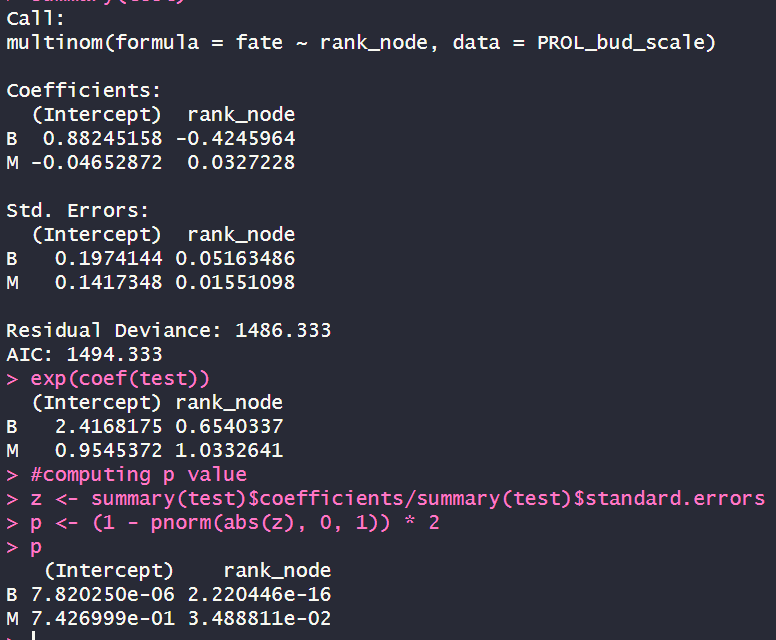 Call:
multinom(formula = fate ~ rank_node, data = PROL_bud_scale)
Coefficients:
(Intercept) rank_node
B 0.88245158 -0.4245964
M -0.04652872 0.0327228
Std. Errors:
(Intercept) rank_node
B 0.1974144 0.05163486
M 0.1417348 0.01551098
Residual Deviance: 1486.333
AIC: 1494.333
> exp(coef(test))
(Intercept) rank_node
B 2.4168175 0.6540337
M 0.9545372 1.0332641
> #computing p value
> z <- summary(test)$coefficients/summary(test)$standard.errors
> p <- (1 - pnorm(abs(z), 0, 1)) * 2
> p
(Intercept) rank_node
B 7.820250e-06 2.220446e-16
M 7.426999e-01 3.488811e-02